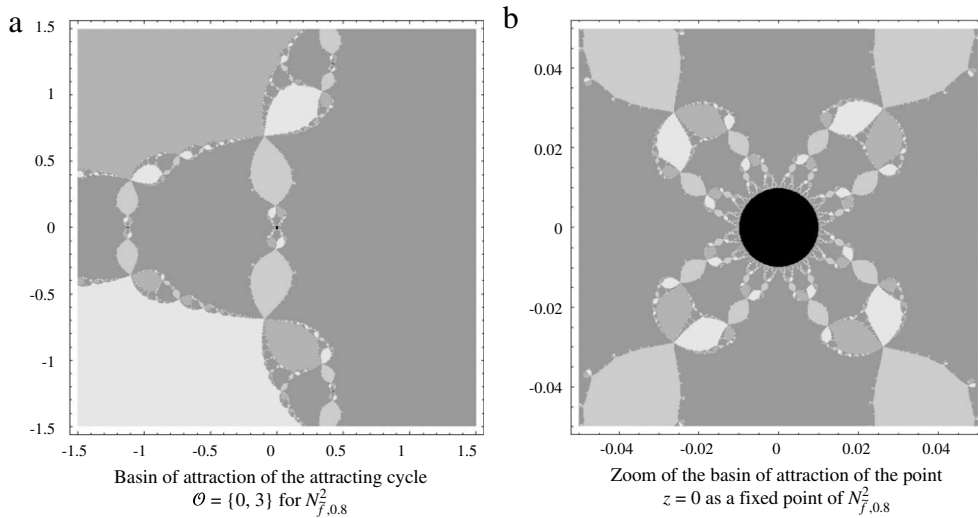 a
b
1.5
1
0.5
0
-0.5
-1
-1.5
-1.5 -1 -0.5 0 0.5 1 1.5
0.04
0.02
0
-0.02
-0.04
-0.04 -0.02 0 0.02 0.04
Basin of attraction of the attracting cycle
𝒪 = {0, 3} for N²_f̃,0.8
Zoom of the basin of attraction of the point
z = 0 as a fixed point of N²_f̃,0.8